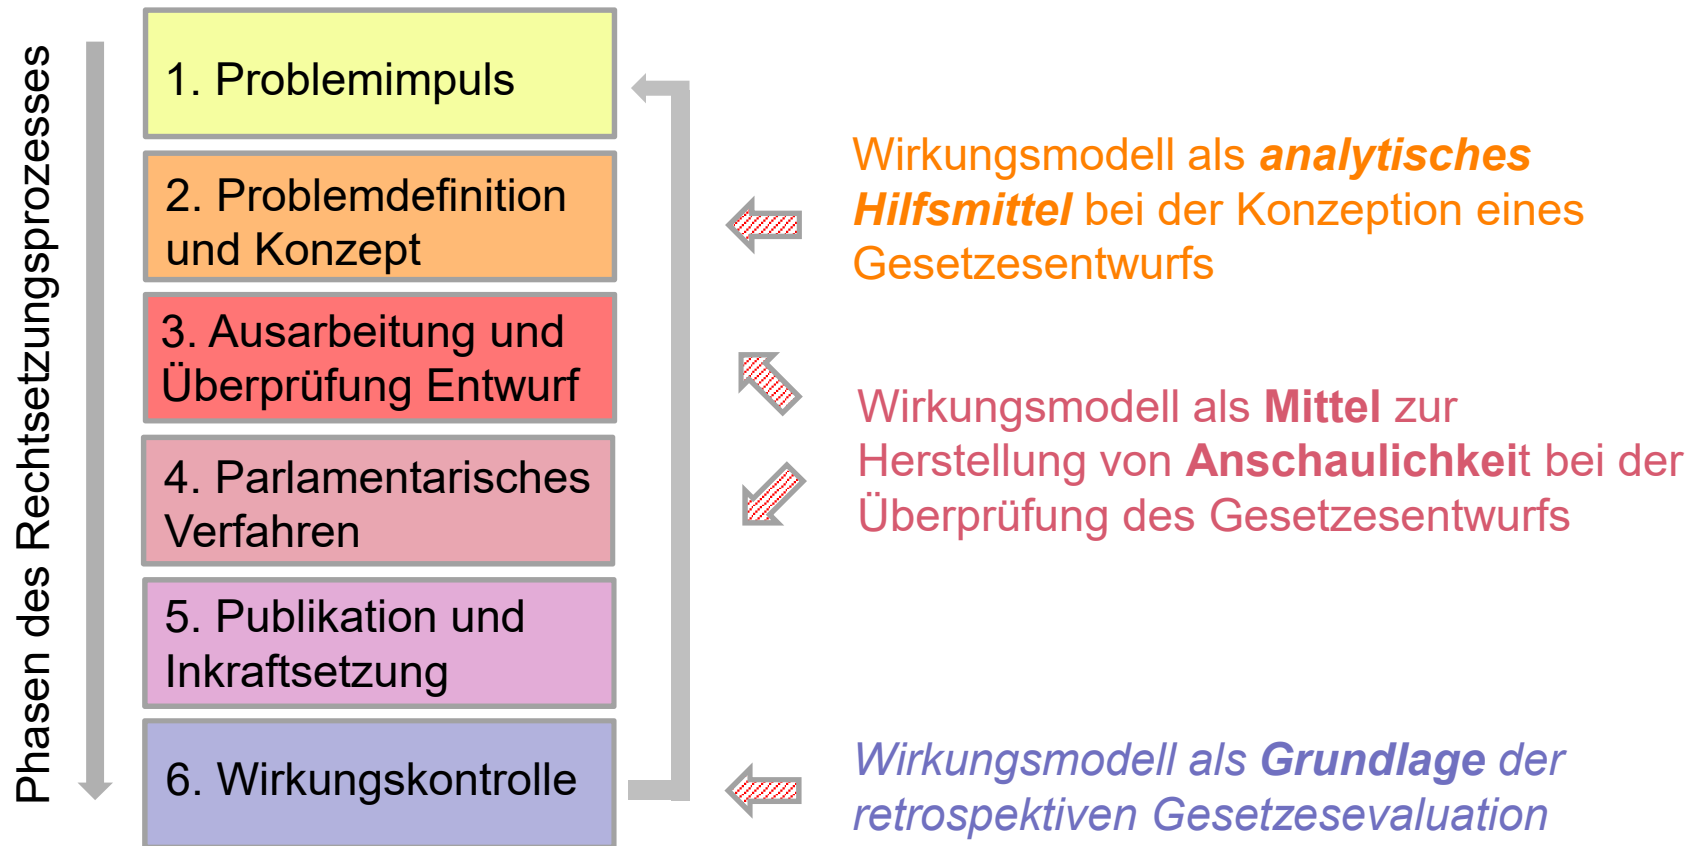 Phasen des Rechtsetzungsprozesses
1. Problemimpuls
2. Problemdefinition
und Konzept
3. Ausarbeitung und
Überprüfung Entwurf
4. Parlamentarisches
Verfahren
5. Publikation und
Inkraftsetzung
6. Wirkungskontrolle
Wirkungsmodell als analytisches
Hilfsmittel bei der Konzeption eines
Gesetzesentwurfs
Wirkungsmodell als Mittel zur
Herstellung von Anschaulichkeit bei der
Überprüfung des Gesetzesentwurfs
Wirkungsmodell als Grundlage der
retrospektiven Gesetzesevaluation